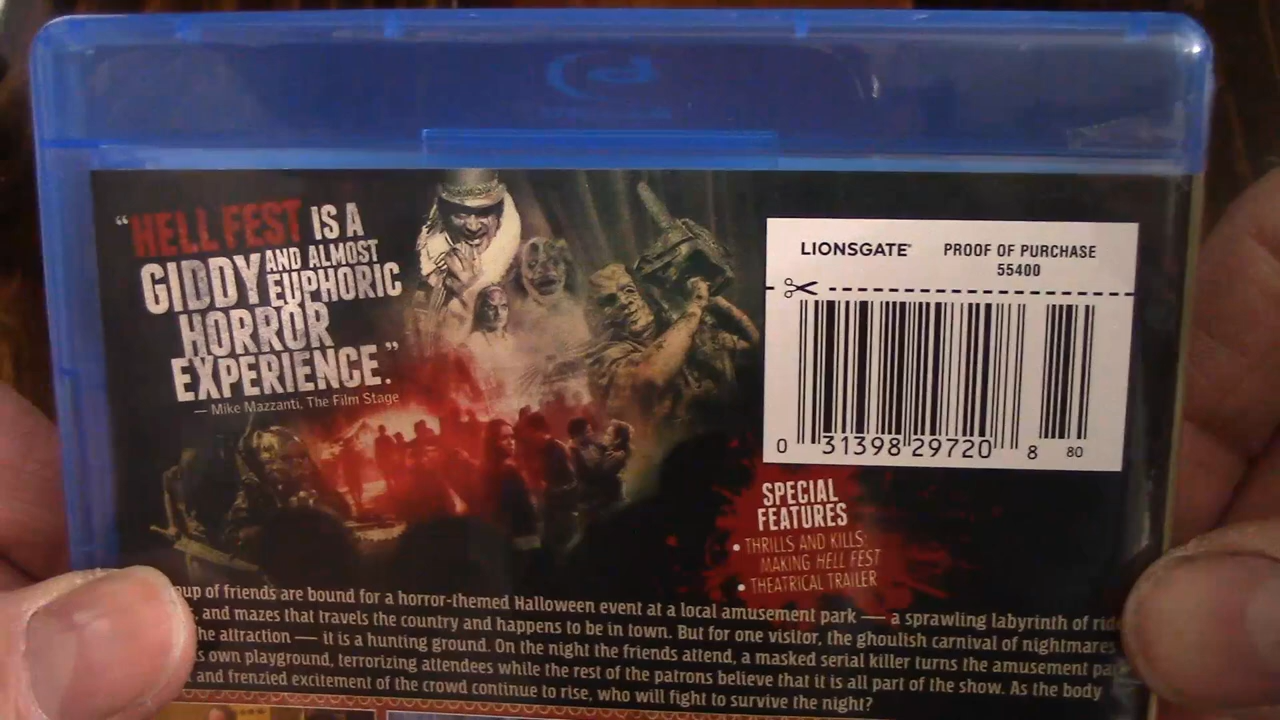 “HELL FEST IS A
GIDDY AND ALMOST
EUPHORIC
HORROR
EXPERIENCE.”
— Mike Mazzanti, The Film Stage
LIONSGATE® PROOF OF PURCHASE
55400
0 31398 29720 8 80
SPECIAL
FEATURES
• THRILLS AND KILLS:
MAKING HELL FEST
• THEATRICAL TRAILER
of friends are bound for a horror-themed Halloween event at a local amusement park — a sprawling labyrinth of
and mazes that travels the country and happens to be in town. But for one visitor, the ghoulish carnival of nightmares
attraction — it is a hunting ground. On the night the friends attend, a masked serial killer turns the amusement
own playground, terrorizing attendees while the rest of the patrons believe that it is all part of the show. As the body
and frenzied excitement of the crowd continue to rise, who will fight to survive the night?